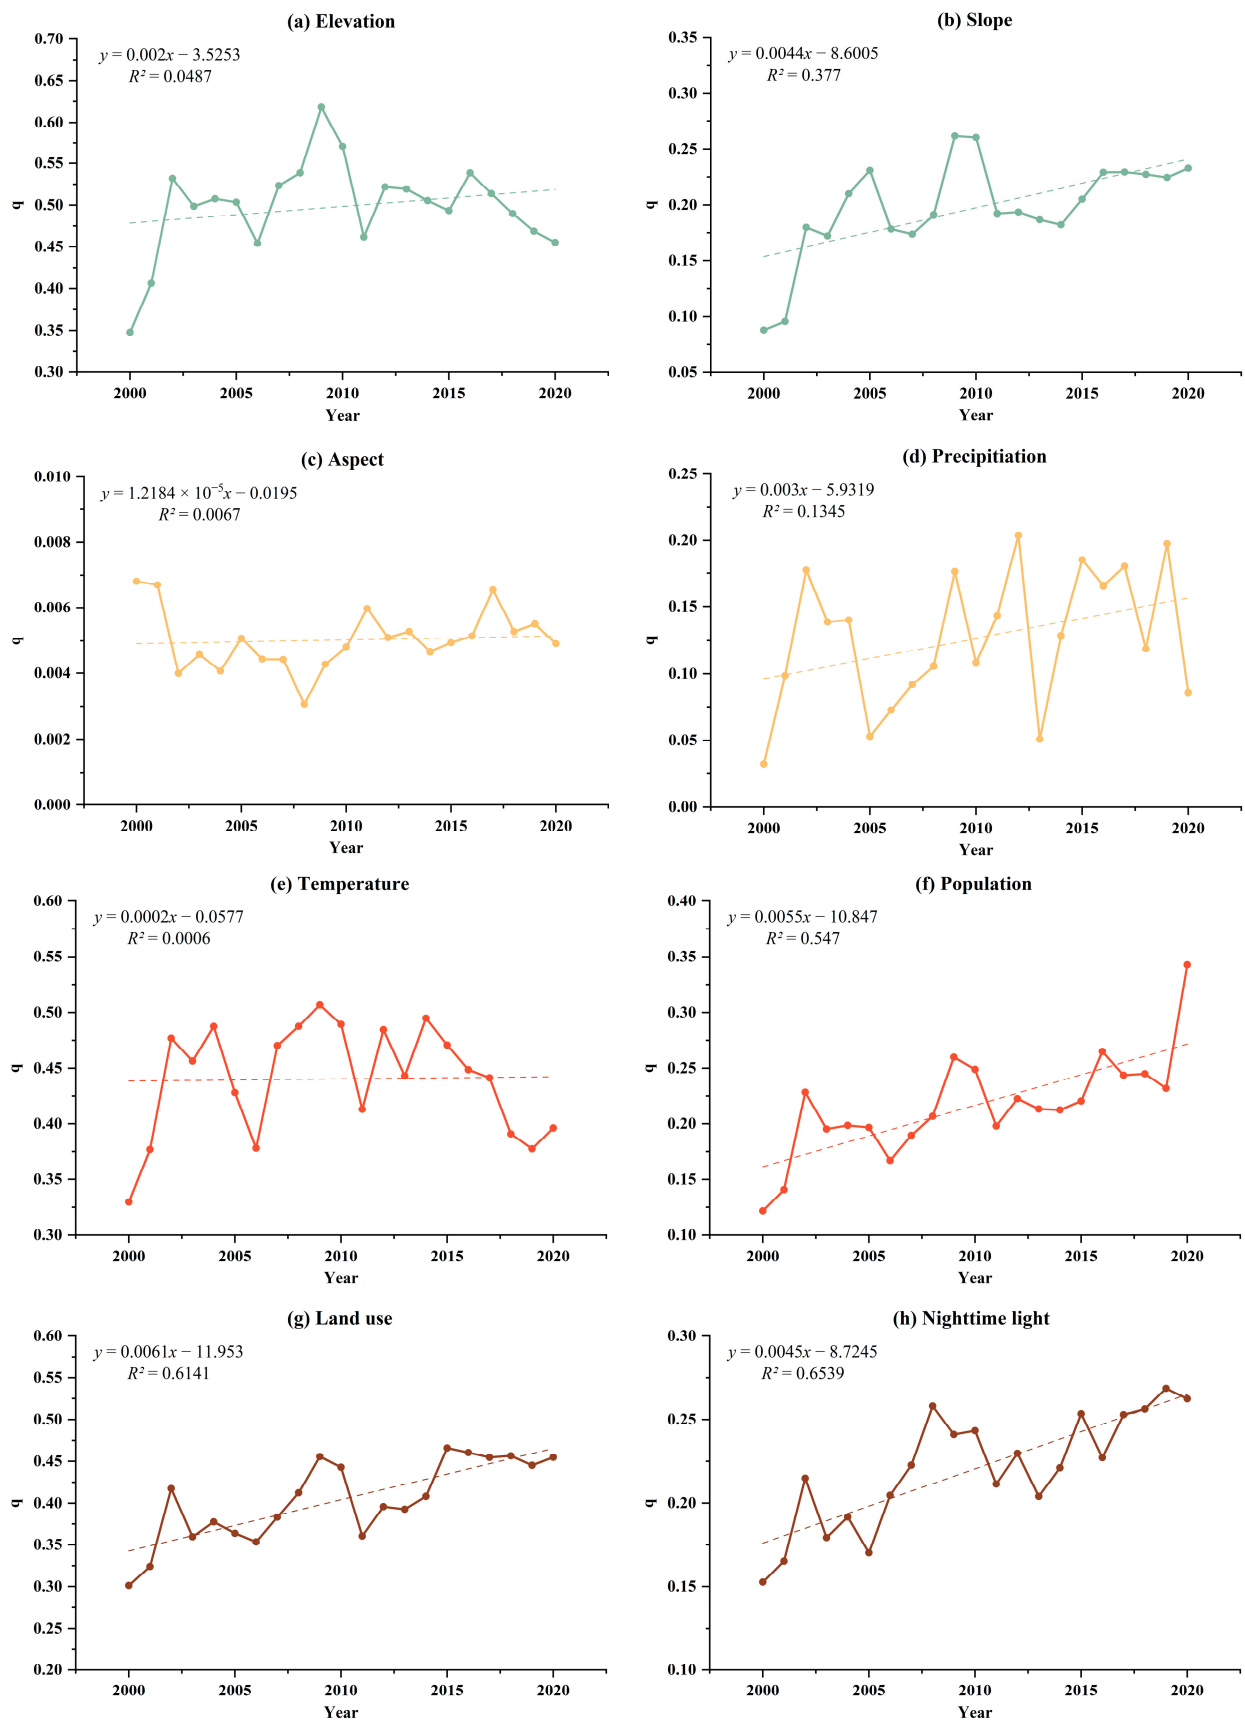 (a) Elevation
y = 0.002x − 3.5253
R² = 0.0487
0.70
0.65
0.60
0.55
0.50
0.45
0.40
0.35
0.30
q
2000 2005 2010 2015 2020
Year
(b) Slope
y = 0.0044x − 8.6005
R² = 0.377
0.35
0.30
0.25
0.20
0.15
0.10
0.05
q
2000 2005 2010 2015 2020
Year
(c) Aspect
y = 1.2184 × 10⁻⁵x − 0.0195
R² = 0.0067
0.010
0.008
0.006
0.004
0.002
0.000
q
2000 2005 2010 2015 2020
Year
(d) Precipitiation
y = 0.003x − 5.9319
R² = 0.1345
0.25
0.20
0.15
0.10
0.05
0.00
q
2000 2005 2010 2015 2020
Year
(e) Temperature
y = 0.0002x − 0.0577
R² = 0.0006
0.60
0.55
0.50
0.45
0.40
0.35
0.30
q
2000 2005 2010 2015 2020
Year
(f) Population
y = 0.0055x − 10.847
R² = 0.547
0.40
0.35
0.30
0.25
0.20
0.15
0.10
q
2000 2005 2010 2015 2020
Year
(g) Land use
y = 0.0061x − 11.953
R² = 0.6141
0.60
0.55
0.50
0.45
0.40
0.35
0.30
0.25
0.20
q
2000 2005 2010 2015 2020
Year
(h) Nighttime light
y = 0.0045x − 8.7245
R² = 0.6539
0.30
0.25
0.20
0.15
0.10
q
2000 2005 2010 2015 2020
Year